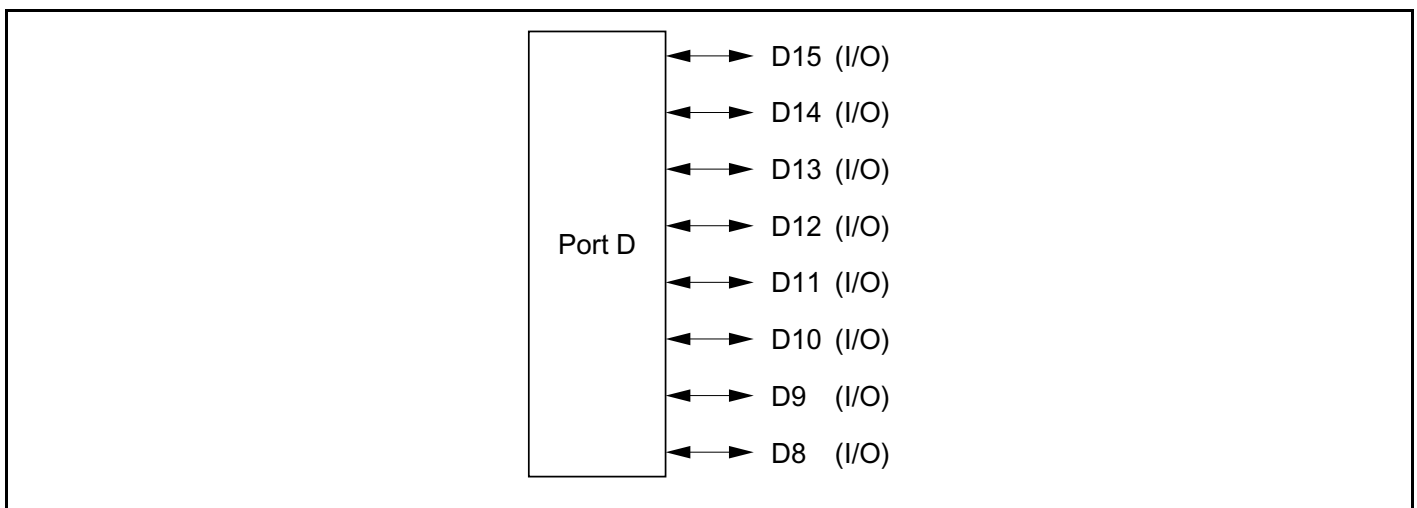 D15 (I/O)
D14 (I/O)
D13 (I/O)
D12 (I/O)
Port D
D11 (I/O)
D10 (I/O)
D9 (I/O)
D8 (I/O)